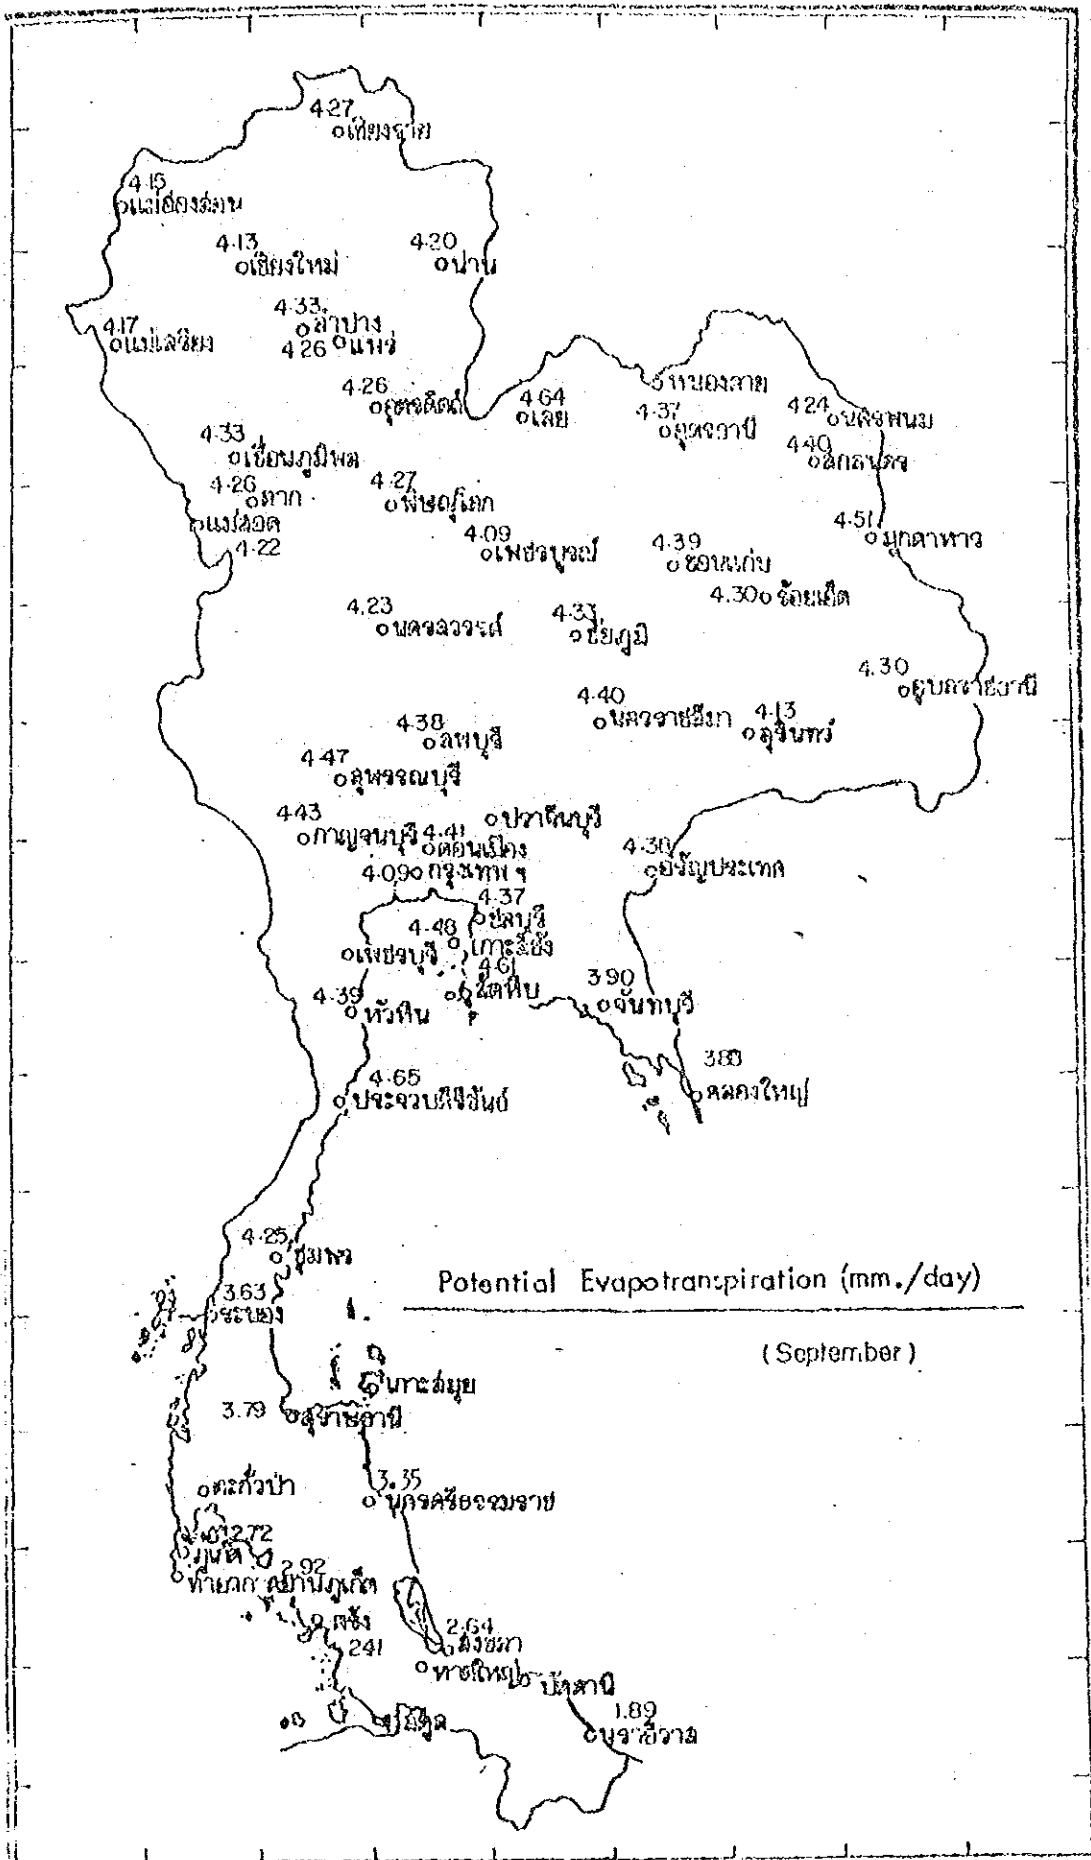 4.27
เชียงราย
4.15
แม่ฮ่องสอน
4.13
เชียงใหม่
4.20
น่าน
4.33
ลำปาง
4.17
แม่เสรียง
4.26
แพร่
หนองคาย
4.26
อุตรดิตถ์
4.64
เลย
4.37
อุดรธานี
4.24
นครพนม
4.33
เขื่อนภูมิพล
4.40
สกลนคร
4.26
ตาก
4.27
พิษณุโลก
แม่สอด
4.22
4.09
เพชรบูรณ์
4.39
ขอนแก่น
4.51
มุกดาหาร
4.30
ร้อยเอ็ด
4.23
นครสวรรค์
4.33
ชัยภูมิ
4.30
อุบลราชธานี
4.40
นครราชสีมา
4.13
สุรินทร์
4.38
ลพบุรี
4.47
สุพรรณบุรี
4.43
กาญจนบุรี
ปราจีนบุรี
4.41
ดอนเมือง
4.09
กรุงเทพ ฯ
4.30
อรัญประเทศ
4.37
ชลบุรี
4.48
เกาะสีชัง
เพชรบุรี
4.61
สัตหีบ
4.39
หัวหิน
3.90
จันทบุรี
คลองใหญ่
4.65
ประจวบคีรีขันธ์
4.25
ชุมพร
Potential Evapotranspiration (mm./day)
(September)
3.63
ระนอง
เกาะสมุย
3.79
สุราษธานี
ตะกั่วป่า
3.35
นครศรีธรรมราช
2.72
ภูเก็ต
2.92
ท่าอากาศยานภูเก็ต
ตรัง
2.41
2.64
สงขลา
หาดใหญ่
ปัตตานี
สตูล
1.89
นราธิวาส